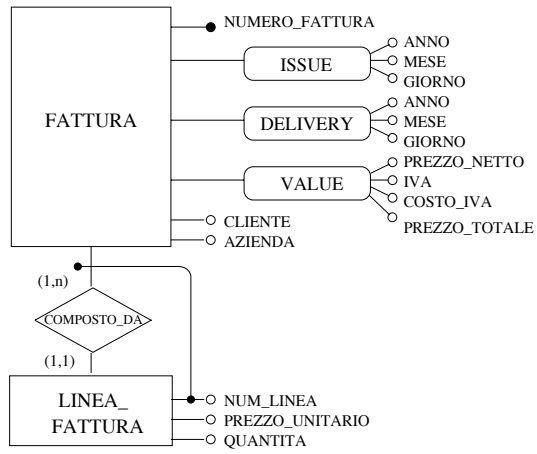 NUMERO_FATTURA
ANNO
ISSUE
MESE
GIORNO
FATTURA
ANNO
DELIVERY
MESE
GIORNO
PREZZO_NETTO
VALUE
IVA
COSTO_IVA
PREZZO_TOTALE
CLIENTE
AZIENDA
(1,n)
COMPOSTO_DA
(1,1)
LINEA_
FATTURA
NUM_LINEA
PREZZO_UNITARIO
QUANTITA